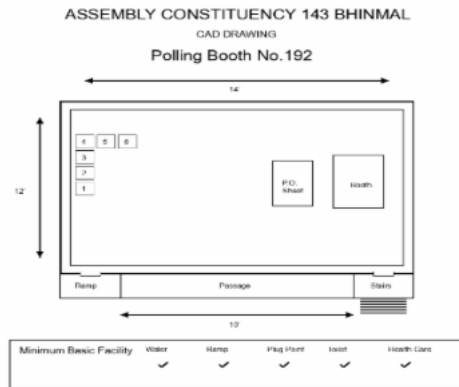 ASSEMBLY CONSTITUENCY 143 BHINMAL
CAD DRAWING
Polling Booth No.192
14'
12'
4 5 6
3
2
1
P.O.
Sheet
Booth
Ramp Passage Stairs
10'
Minimum Basic Facility Water Ramp Plug Point Toilet Health Care